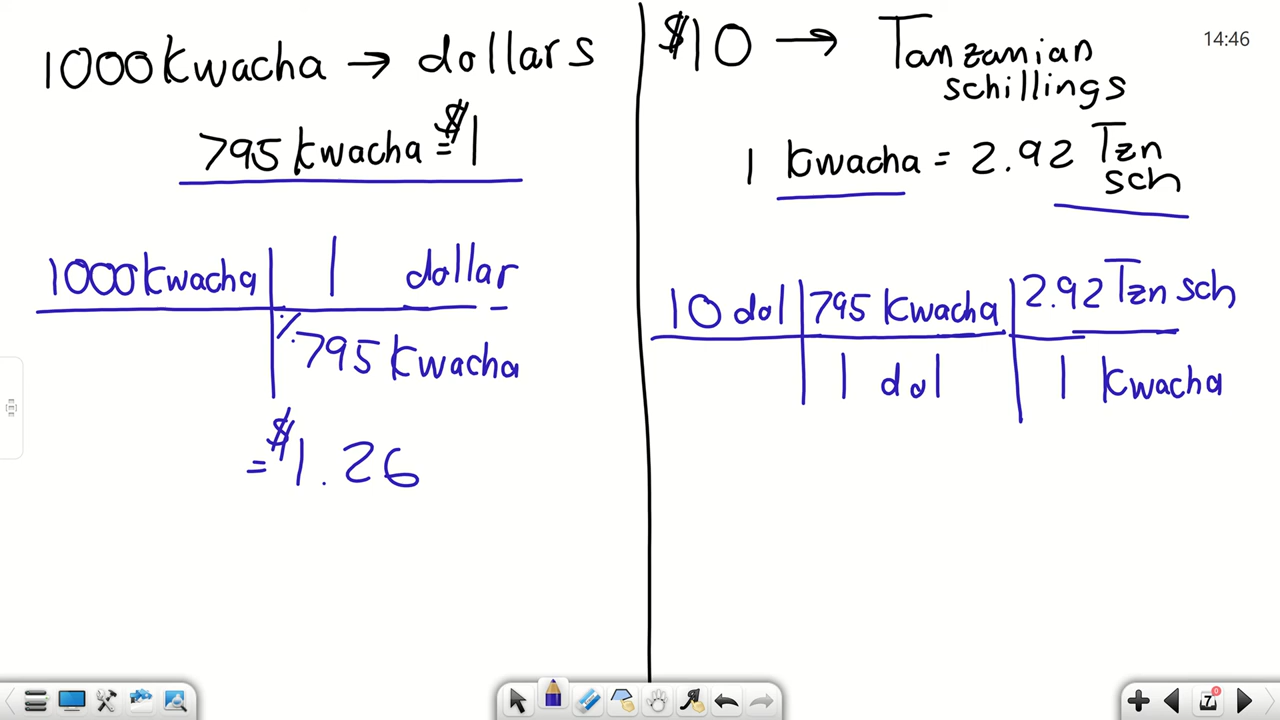 1000 Kwacha → dollars
795 Kwacha = $1
1000 Kwacha | 1 dollar
÷ 795 Kwacha
= $1.26
$10 → Tanzanian
schillings
14:46
1 Kwacha = 2.92 Tzn
sch
10 dol | 795 Kwacha | 2.92 Tzn sch
1 dol | 1 Kwacha
7